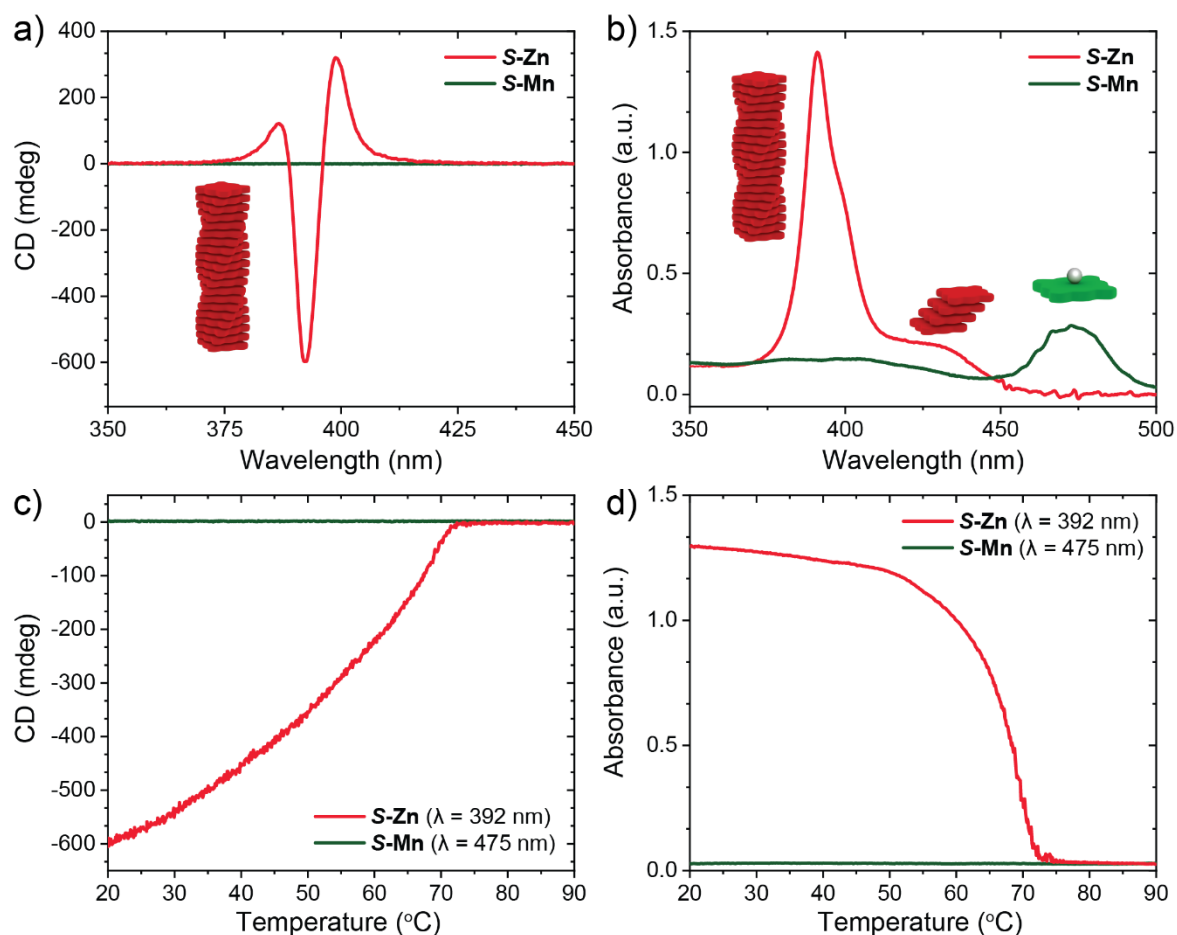 a)
400
200
0
-200
-400
-600
CD (mdeg)
350
375
400
425
450
Wavelength (nm)
S-Zn
S-Mn
b)
1.5
1.0
0.5
0.0
Absorbance (a.u.)
350
400
450
500
Wavelength (nm)
S-Zn
S-Mn
c)
0
-100
-200
-300
-400
-500
-600
CD (mdeg)
20
30
40
50
60
70
80
90
Temperature (°C)
S-Zn (λ = 392 nm)
S-Mn (λ = 475 nm)
d)
1.5
1.0
0.5
0.0
Absorbance (a.u.)
20
30
40
50
60
70
80
90
Temperature (°C)
S-Zn (λ = 392 nm)
S-Mn (λ = 475 nm)